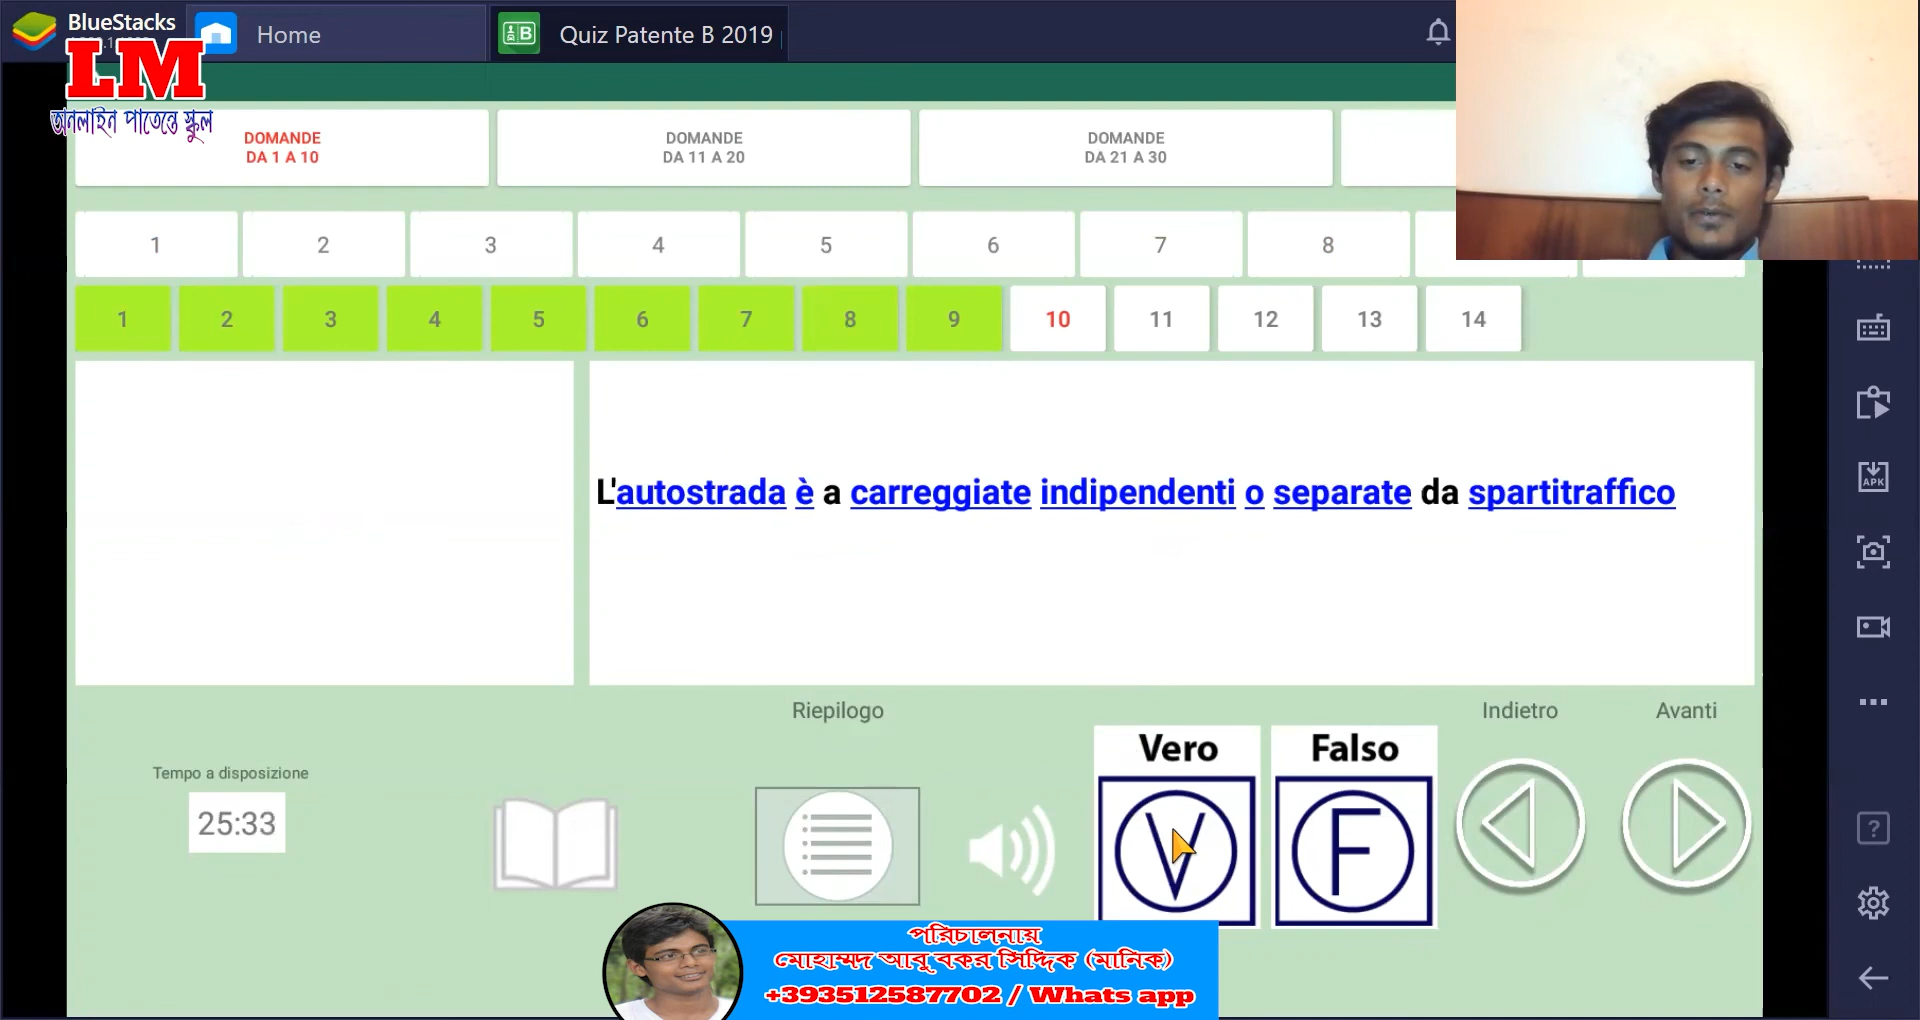 BlueStacks
Home
Quiz Patente B 2019
LM
অনলাইন পাতেন্তে স্কুল
DOMANDE
DA 1 A 10
DOMANDE
DA 11 A 20
DOMANDE
DA 21 A 30
1 2 3 4 5 6 7 8
1 2 3 4 5 6 7 8 9 10 11 12 13 14
L'autostrada è a carreggiate indipendenti o separate da spartitraffico
Riepilogo
Indietro
Avanti
Vero
Falso
V
F
Tempo a disposizione
25:33
APK
?
পরিচালনায়
মোহাম্মদ আবু বকর সিদ্দিক (মানিক)
+393512587702 / Whats app